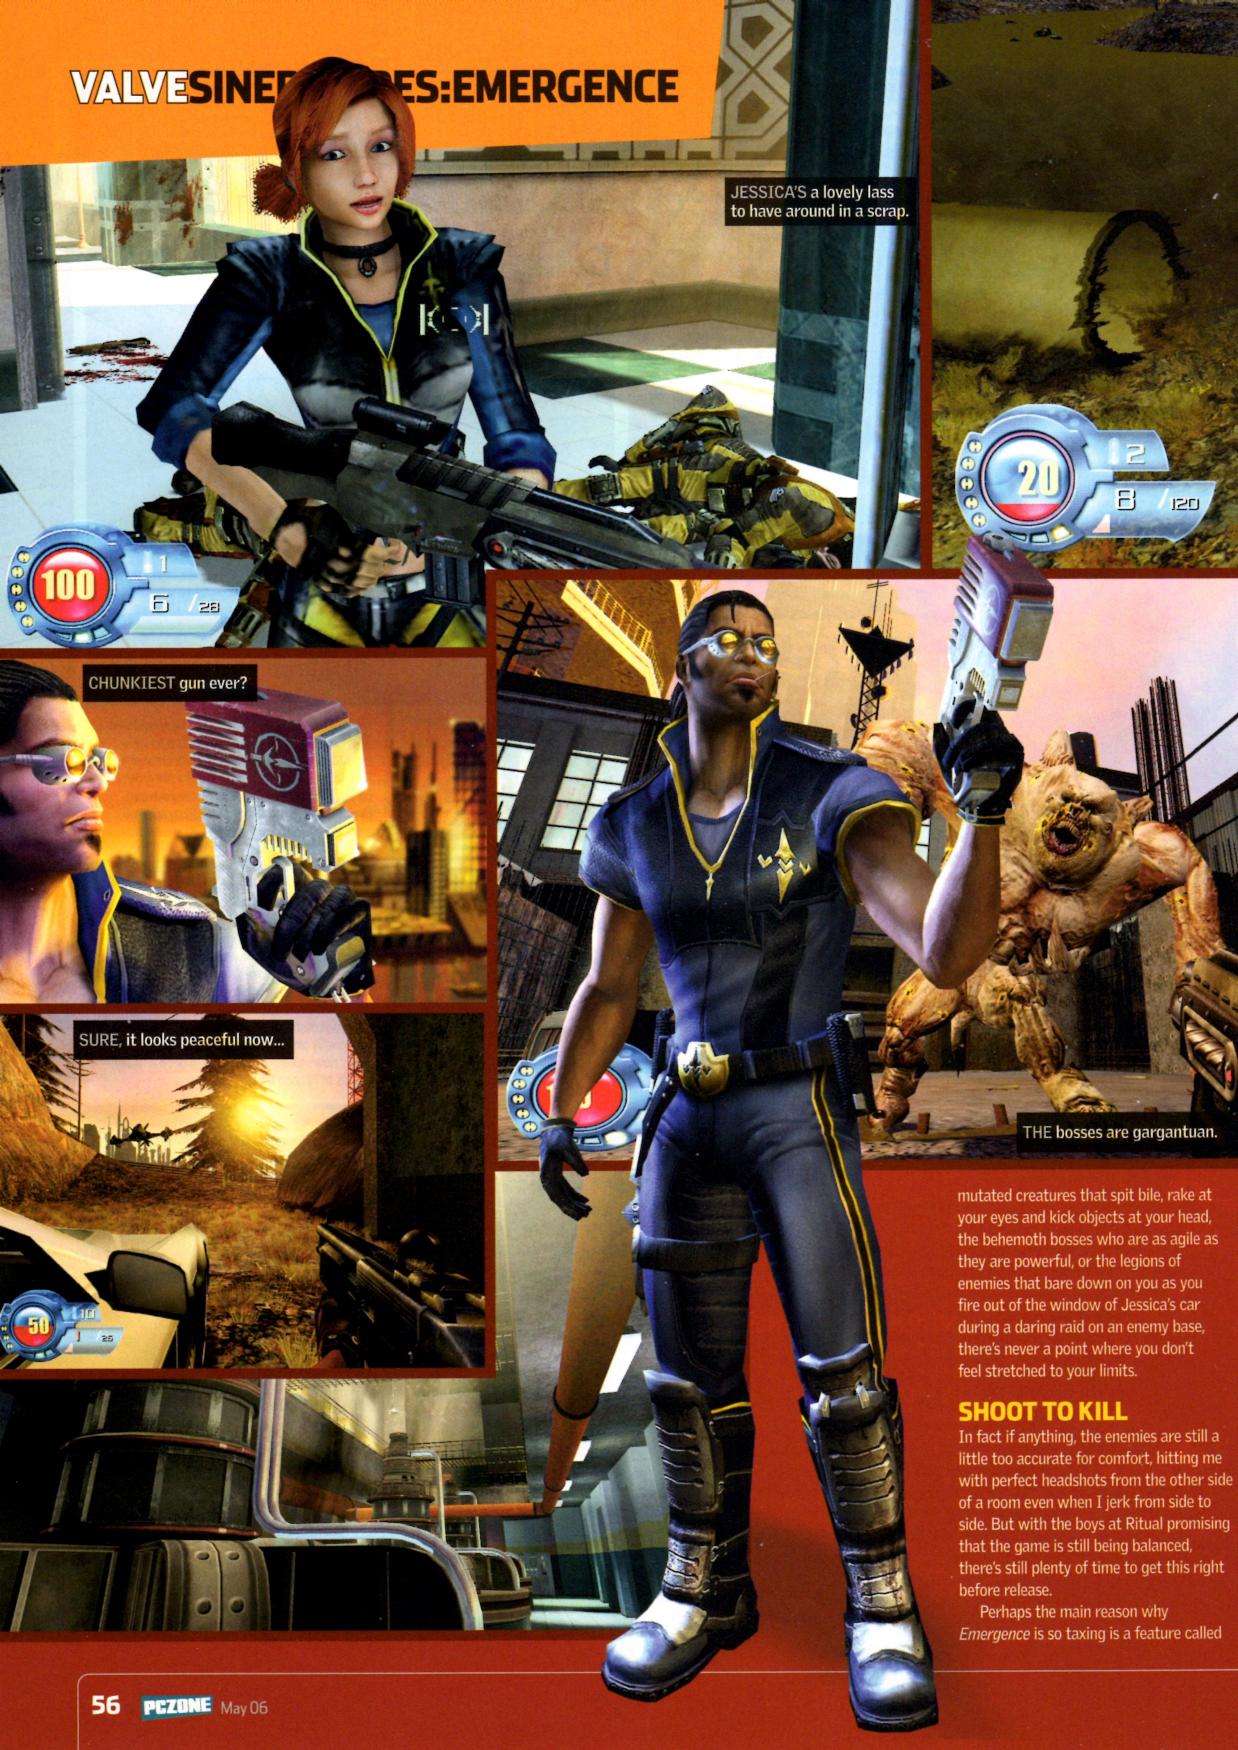 VALVESINE DES:EMERGENCE
JESSICA'S a lovely lass
to have around in a scrap.
20
2
8 /120
100
1
6 /28
CHUNKIEST gun ever?
SURE, it looks peaceful now...
THE bosses are gargantuan.
50
10
1 /25
mutated creatures that spit bile, rake at
your eyes and kick objects at your head,
the behemoth bosses who are as agile as
they are powerful, or the legions of
enemies that bare down on you as you
fire out of the window of Jessica's car
during a daring raid on an enemy base,
there's never a point where you don't
feel stretched to your limits.
SHOOT TO KILL
In fact if anything, the enemies are still a
little too accurate for comfort, hitting me
with perfect headshots from the other side
of a room even when I jerk from side to
side. But with the boys at Ritual promising
that the game is still being balanced,
there's still plenty of time to get this right
before release.
Perhaps the main reason why
Emergence is so taxing is a feature called
56 PCZONE May 06